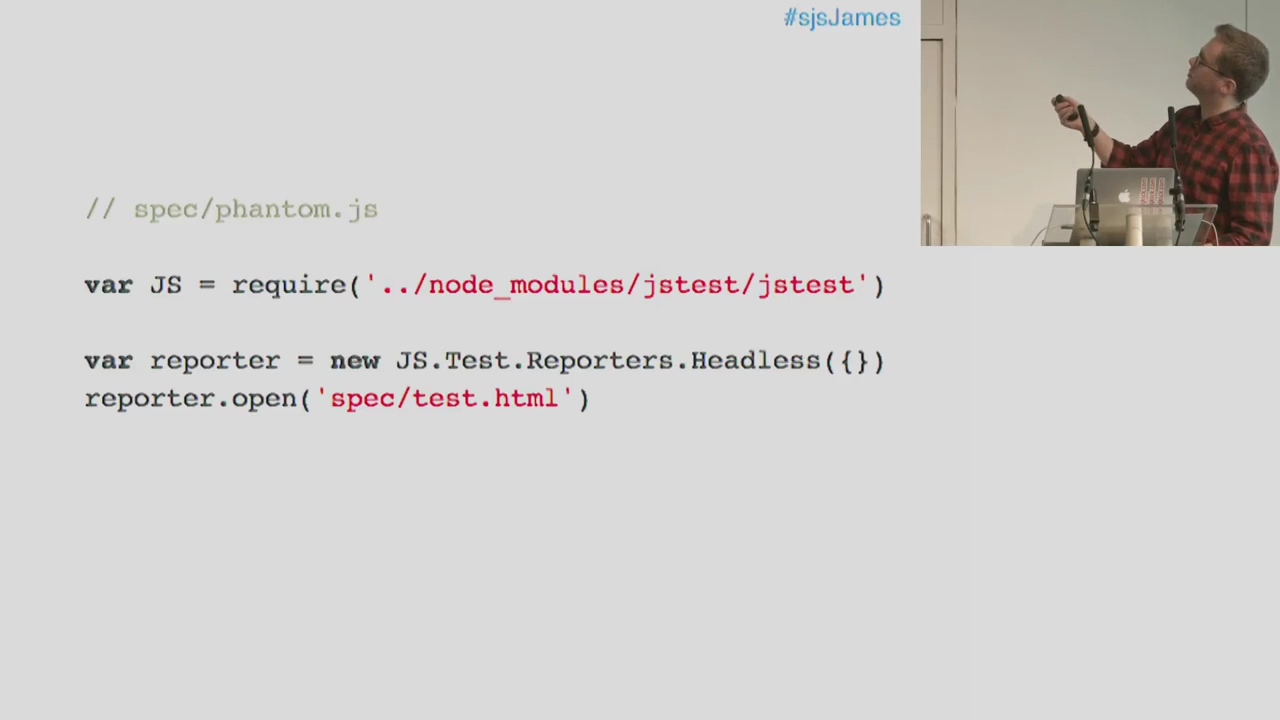 #sjsJames
// spec/phantom.js
var JS = require('../node_modules/jstest/jstest')
var reporter = new JS.Test.Reporters.Headless({})
reporter.open('spec/test.html')